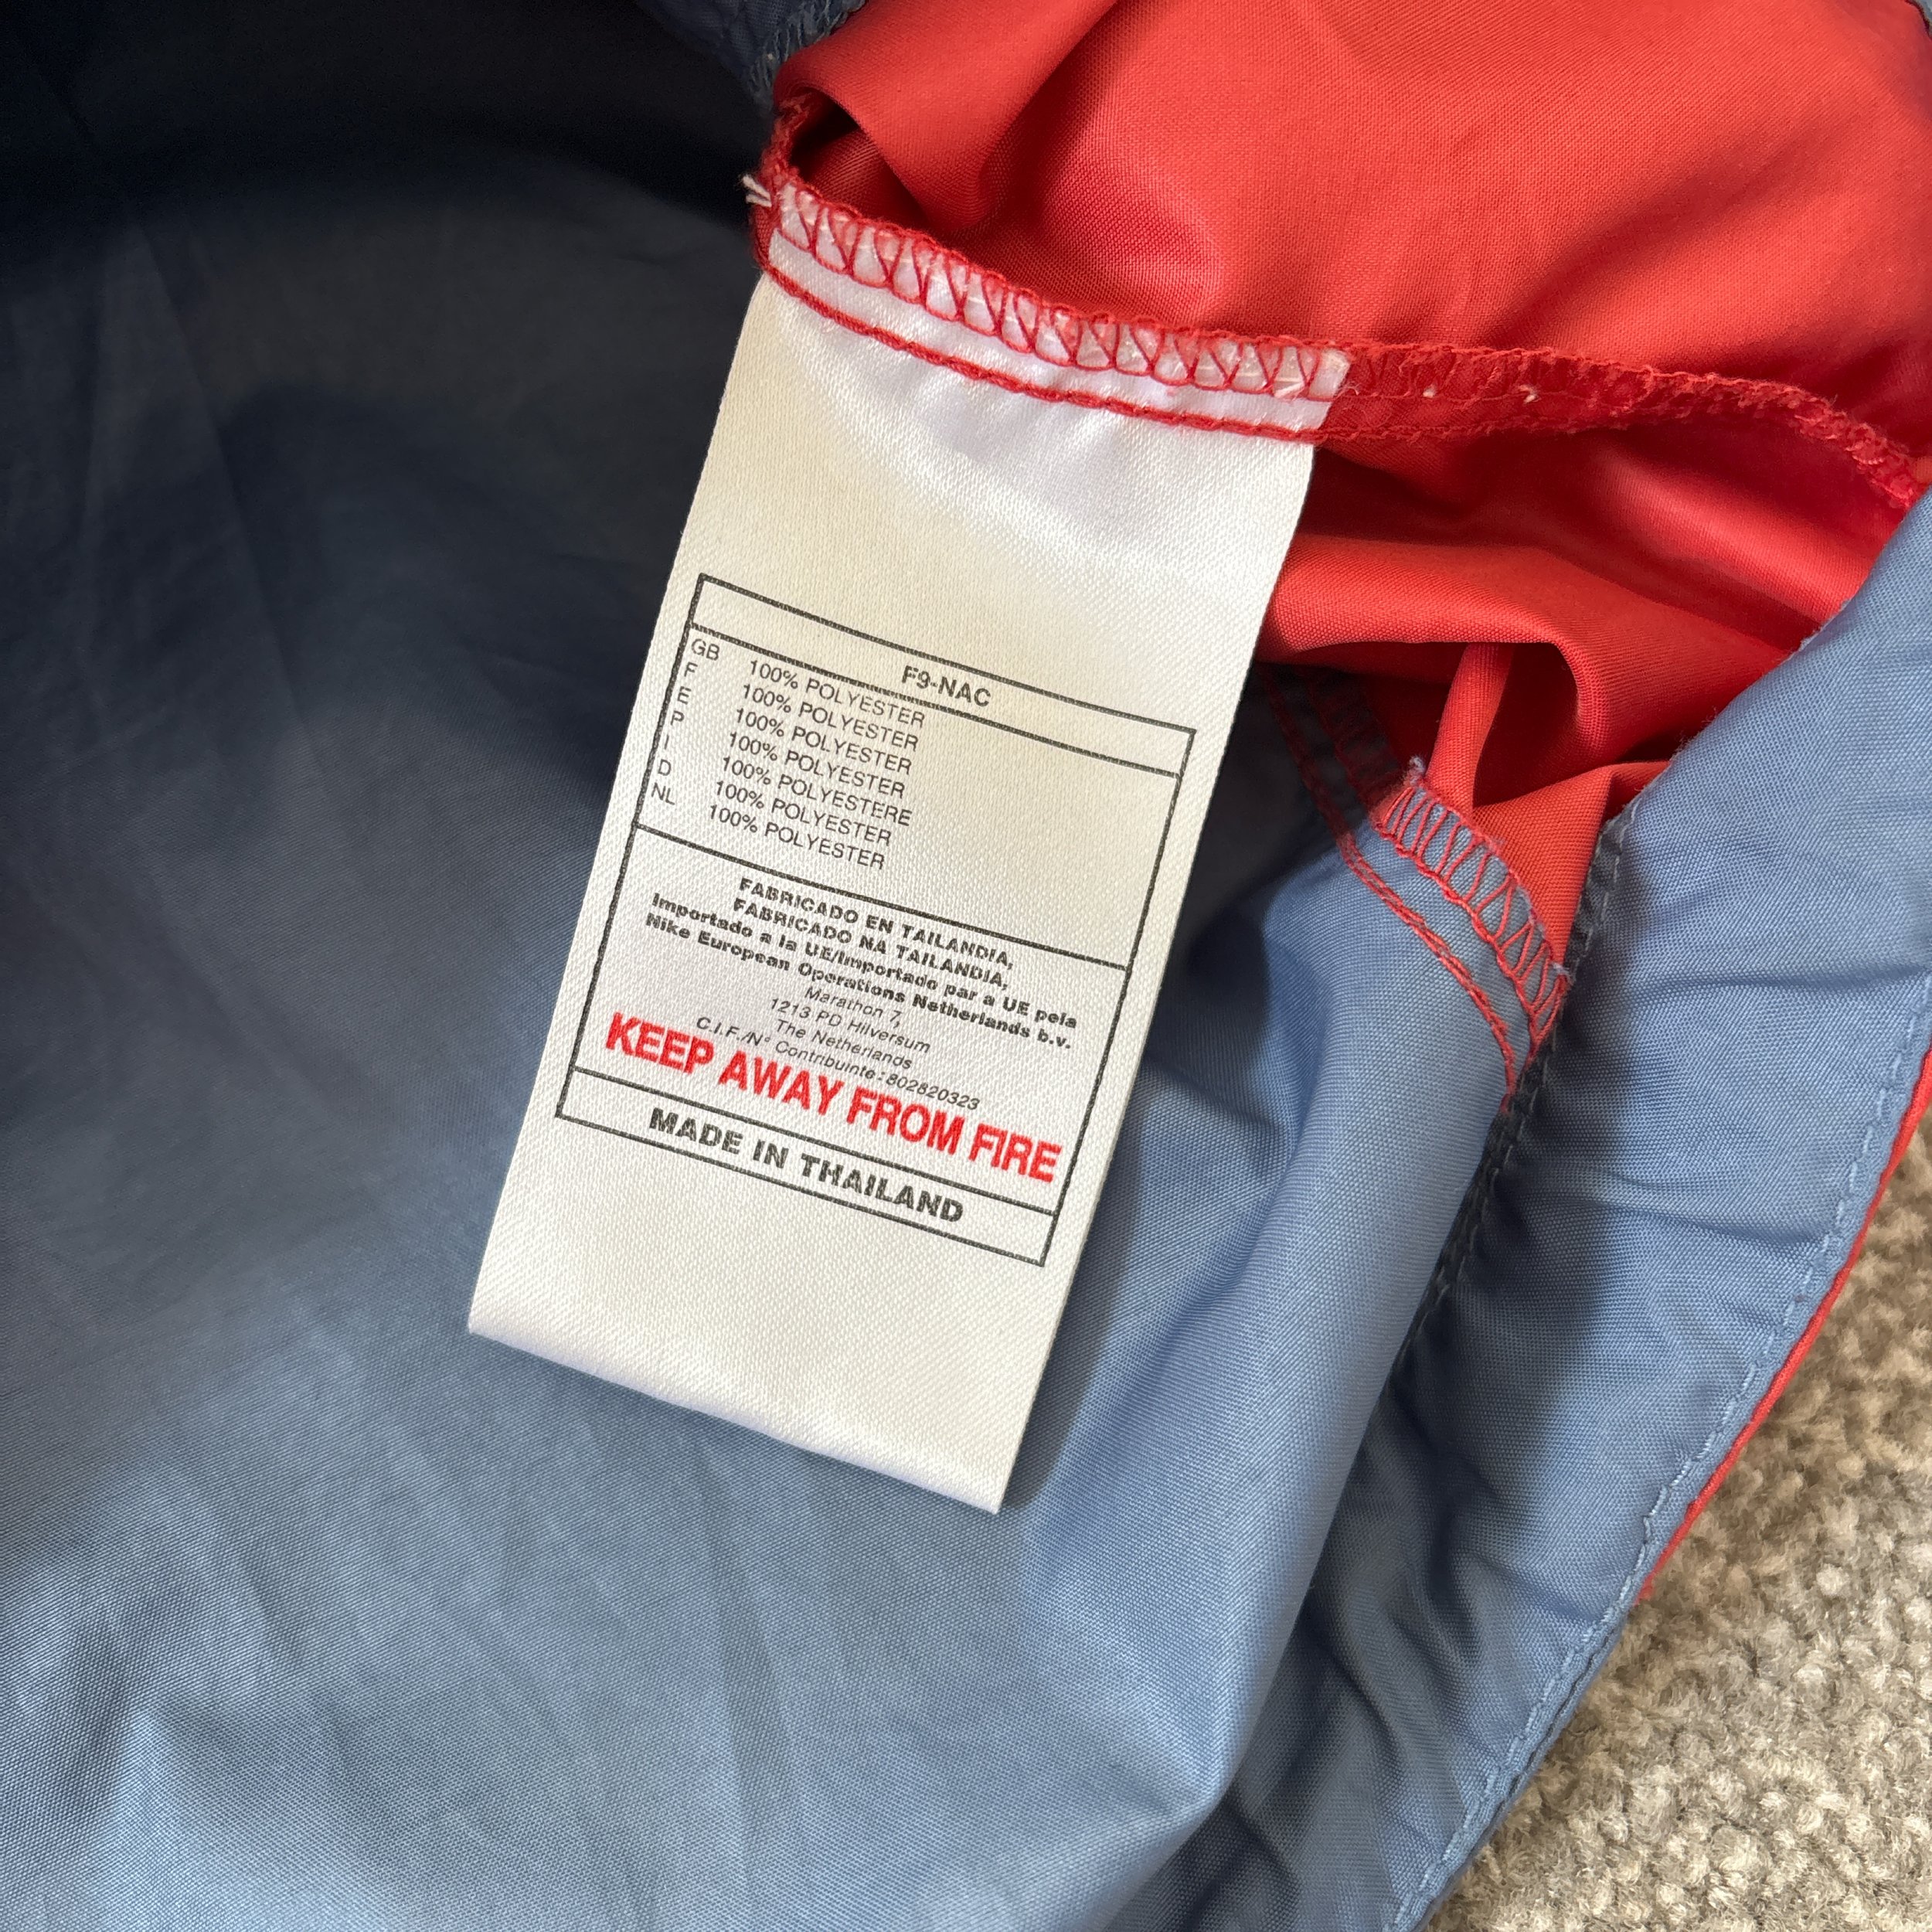 F9-NAC
GB 100% POLYESTER
F 100% POLYESTER
E 100% POLYESTER
P 100% POLYESTER
I 100% POLYESTERE
D 100% POLYESTER
NL 100% POLYESTER
FABRICADO EN TAILANDIA,
FABRICADO NA TAILANDIA,
Importado a la UE/Importado par a UE pela
Nike European Operations Netherlands b.v.
Marathon 7,
1213 PD Hilversum
The Netherlands
C.I.F./Nº Contribuinte: 802820323
KEEP AWAY FROM FIRE
MADE IN THAILAND